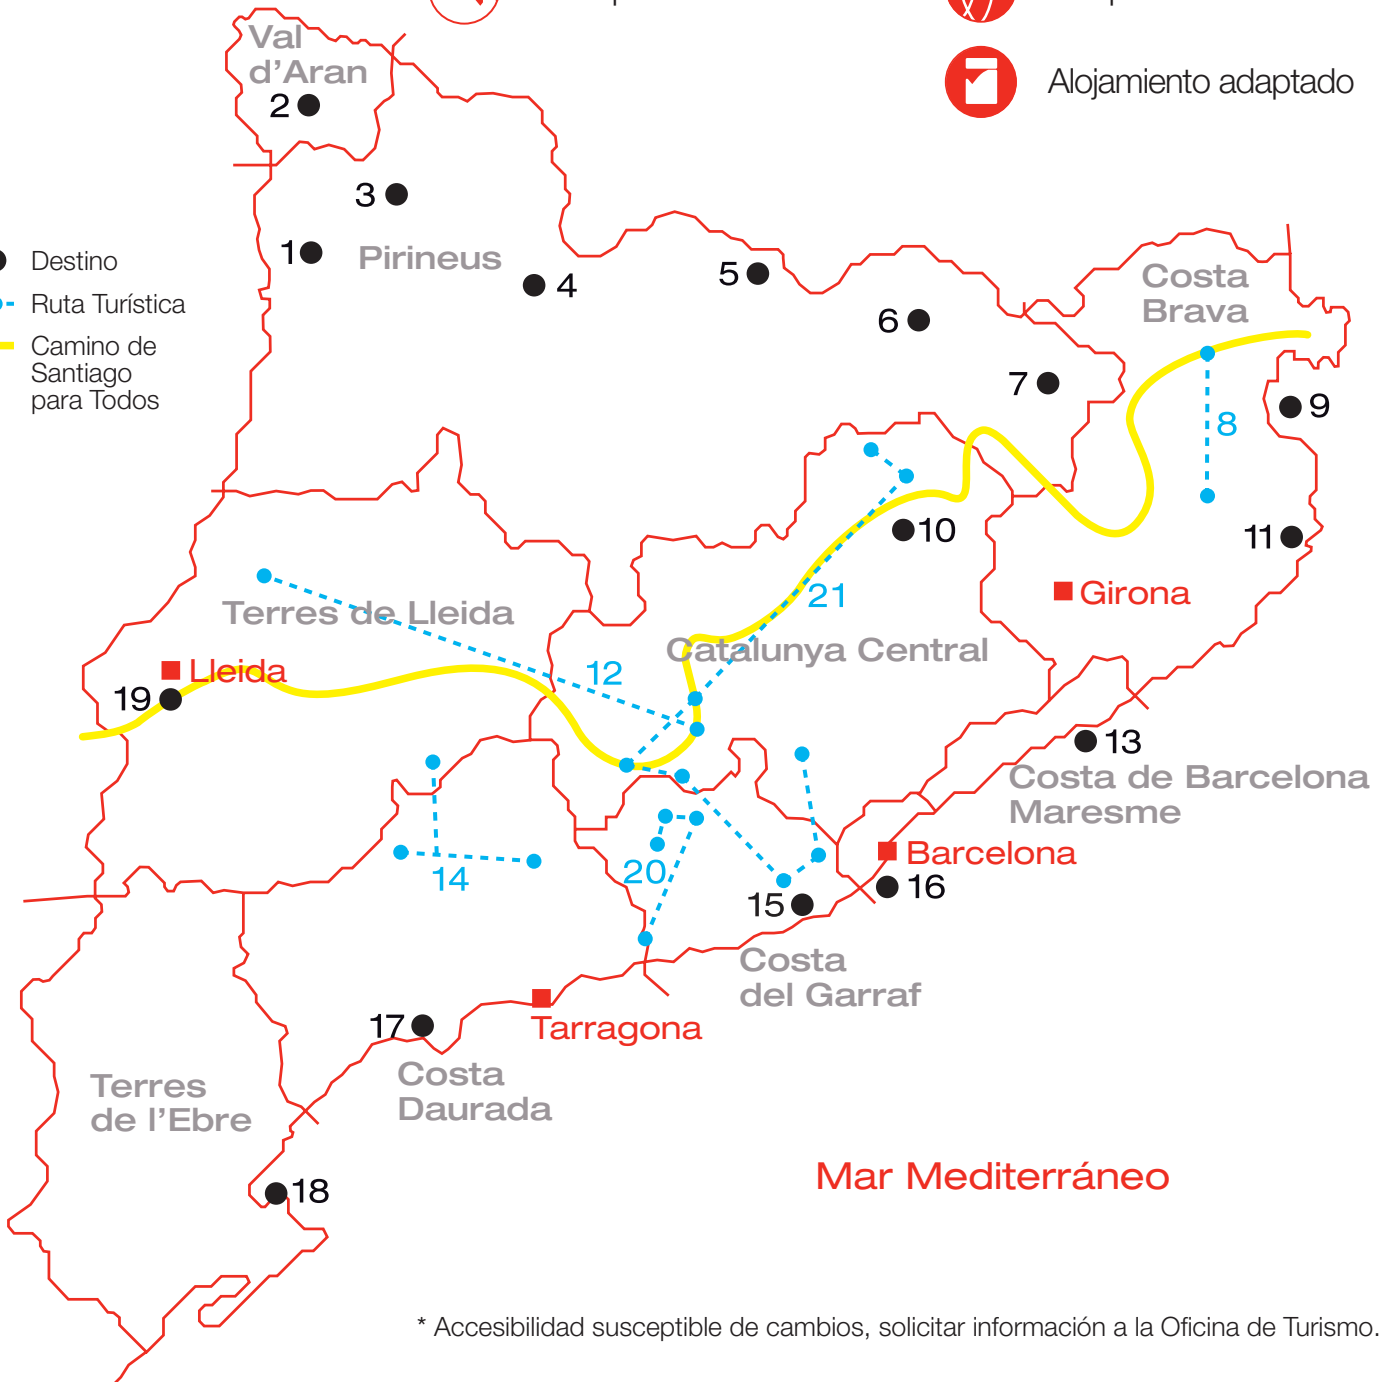 Alojamiento adaptado
Val
d'Aran
2
3
1
Pirineus
4
5
6
7
Costa
Brava
8
9
Destino
Ruta Turística
Camino de
Santiago
para Todos
10
11
21
Girona
Terres de Lleida
Catalunya Central
12
Lleida
19
13
Costa de Barcelona
Maresme
Barcelona
14
20
15
16
Costa
del Garraf
17
Tarragona
Costa
Daurada
Terres
de l'Ebre
18
Mar Mediterráneo
* Accesibilidad susceptible de cambios, solicitar información a la Oficina de Turismo.